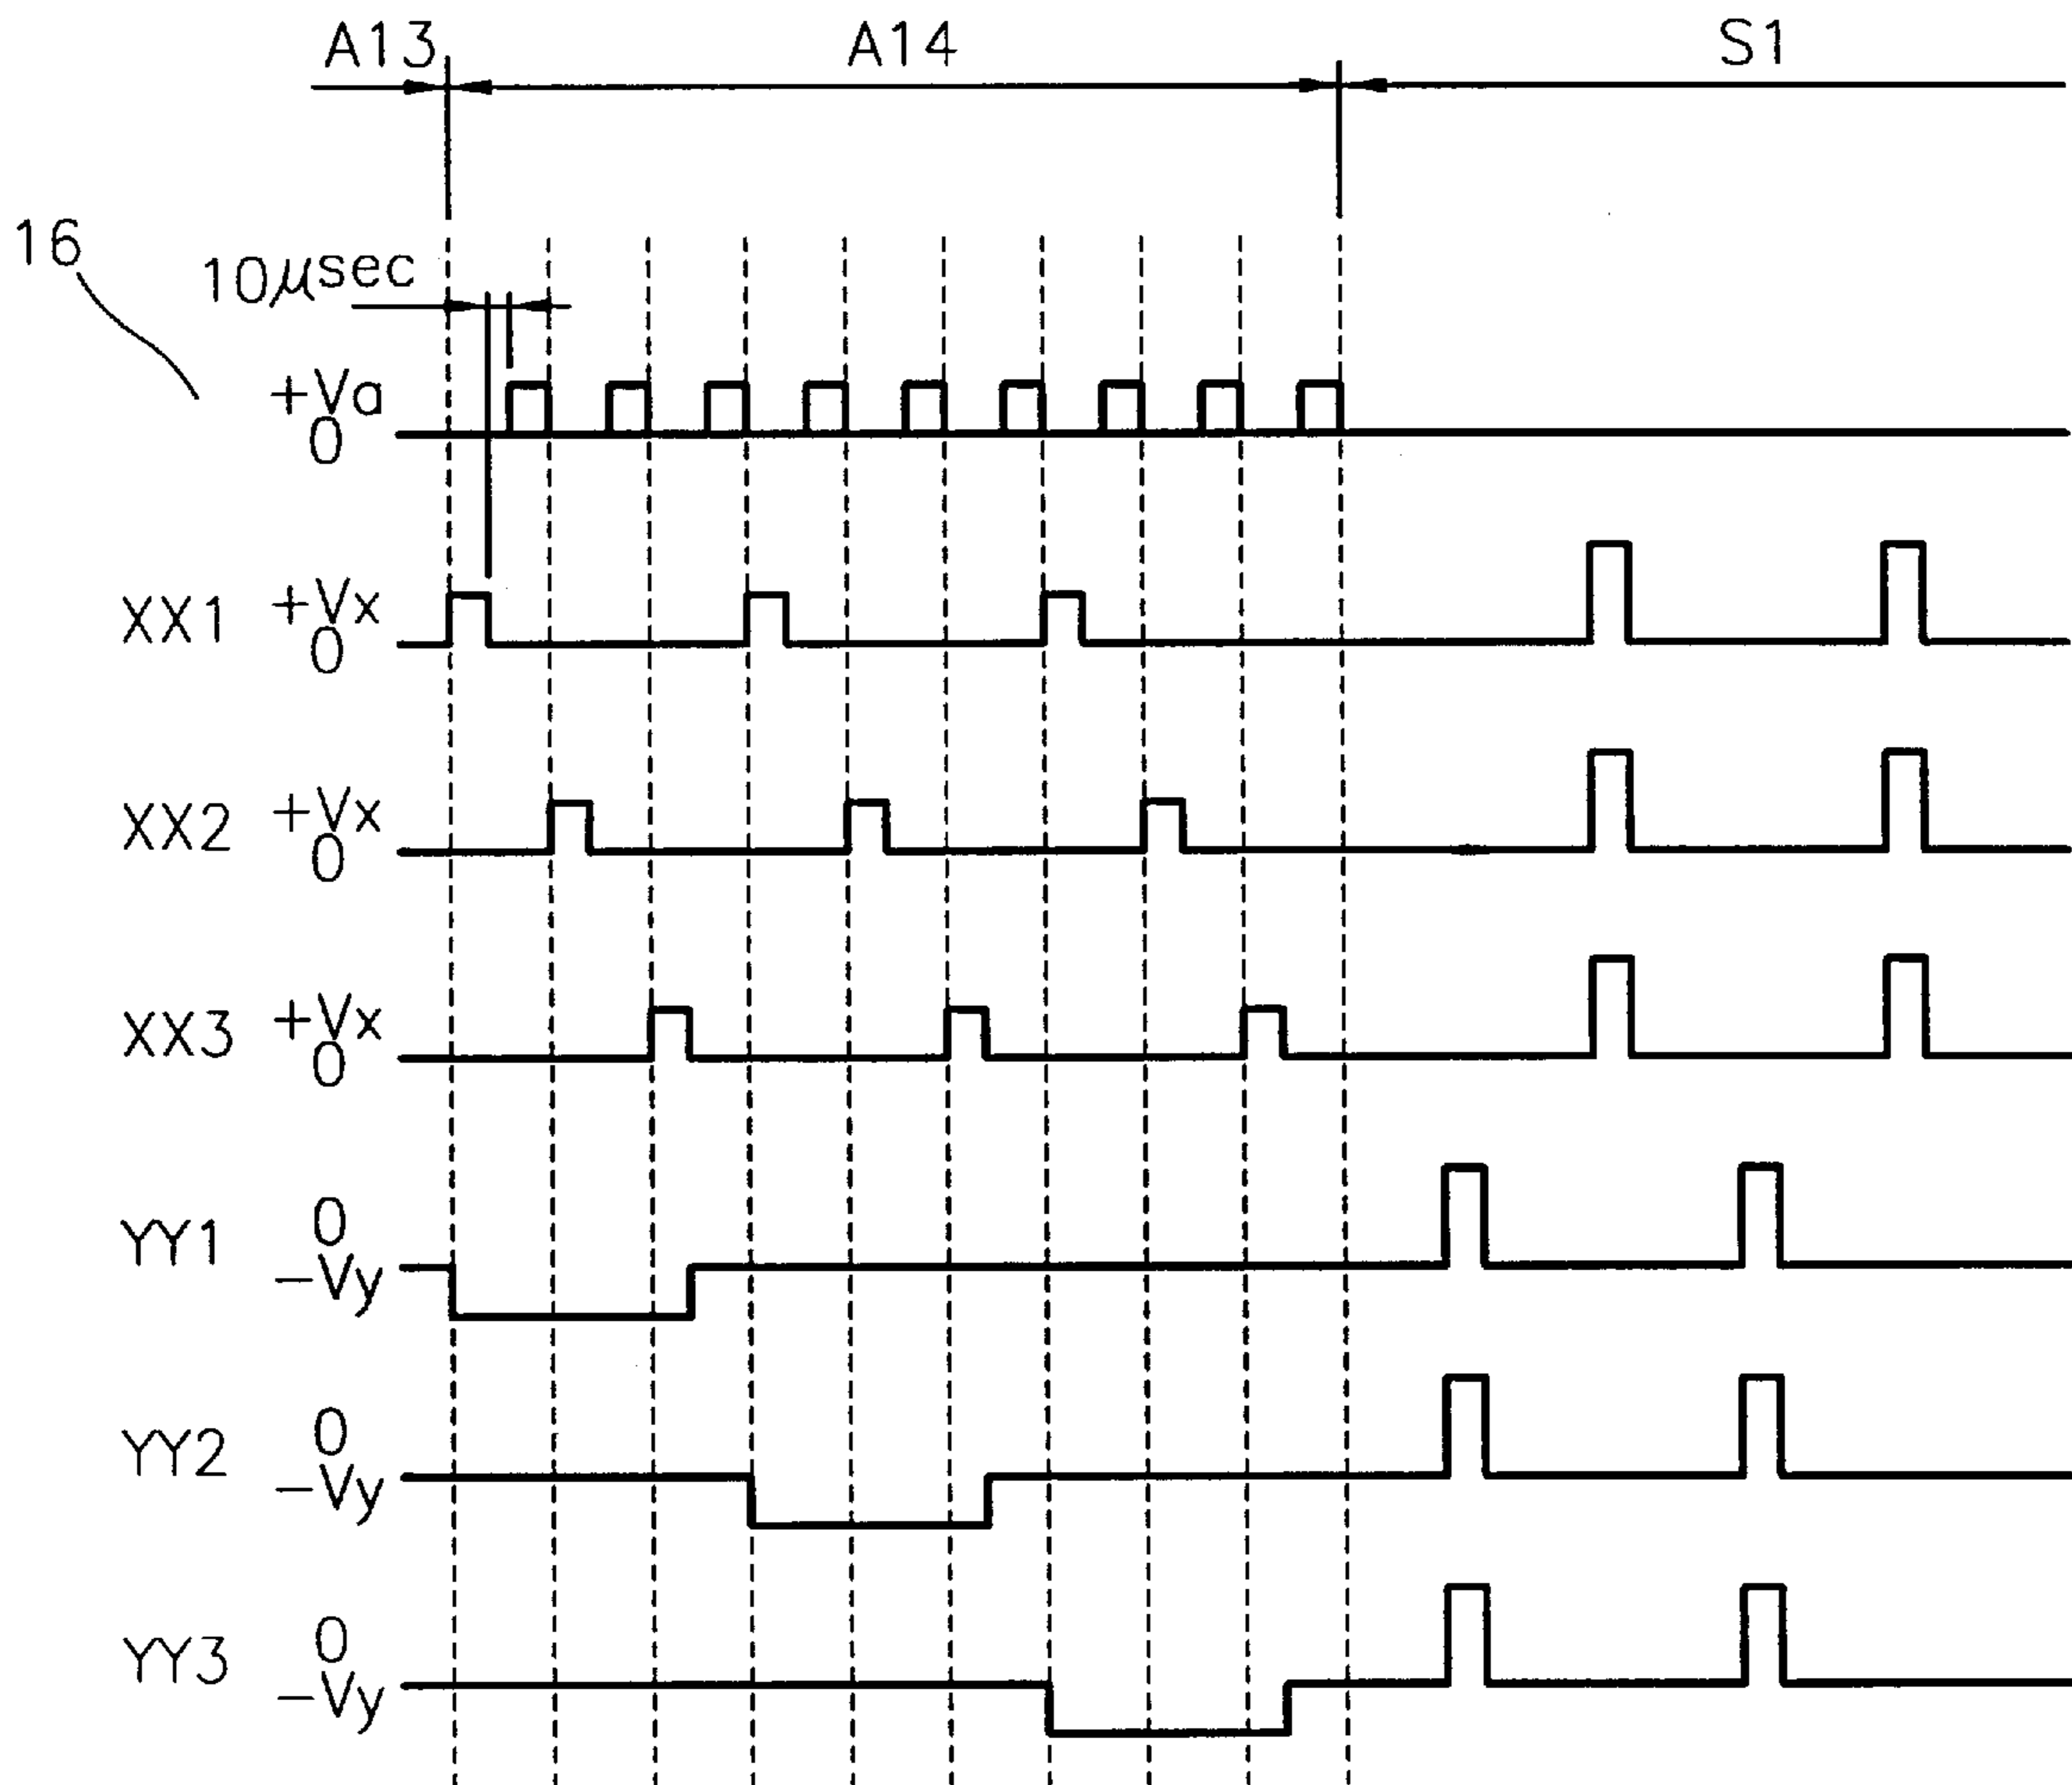 A13 A14 S1
16
10μsec
+Va
0
XX1 +Vx
0
XX2 +Vx
0
XX3 +Vx
0
0
YY1 -Vy
0
YY2 -Vy
0
YY3 -Vy